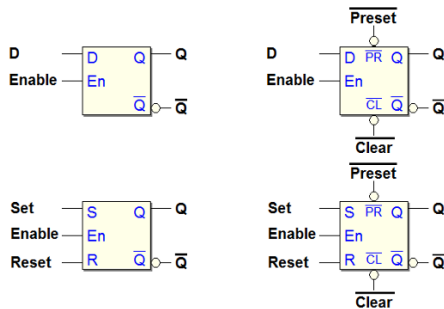 Preset
D D Q Q D D PR Q Q
Enable En Enable En
Q Q CL Q Q
Clear
Preset
Set S Q Q Set S PR Q Q
Enable En Enable En
Reset R Q Q Reset R CL Q Q
Clear